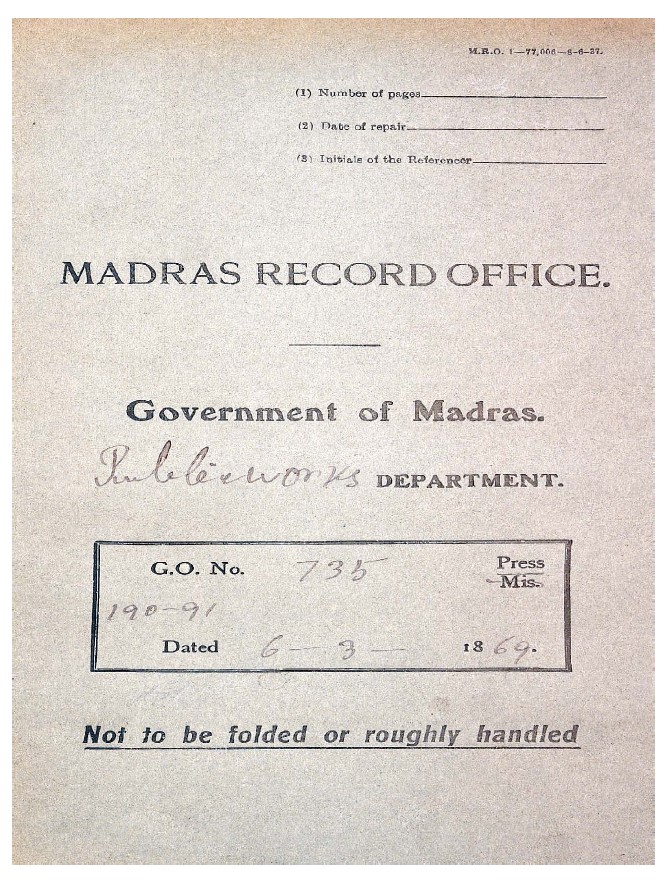 M.R.O. 1—77,006—8-6-37.
(1) Number of pages
(2) Date of repair
(3) Initials of the Referencer
MADRAS RECORD OFFICE.
Government of Madras.
Publicworks DEPARTMENT.
G.O. No. 735 Press
Mis.
190-91
Dated 6-3- 1869.
Not to be folded or roughly handled